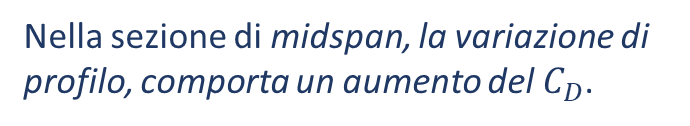 Nella sezione di midspan, la variazione di
profilo, comporta un aumento del C_D.